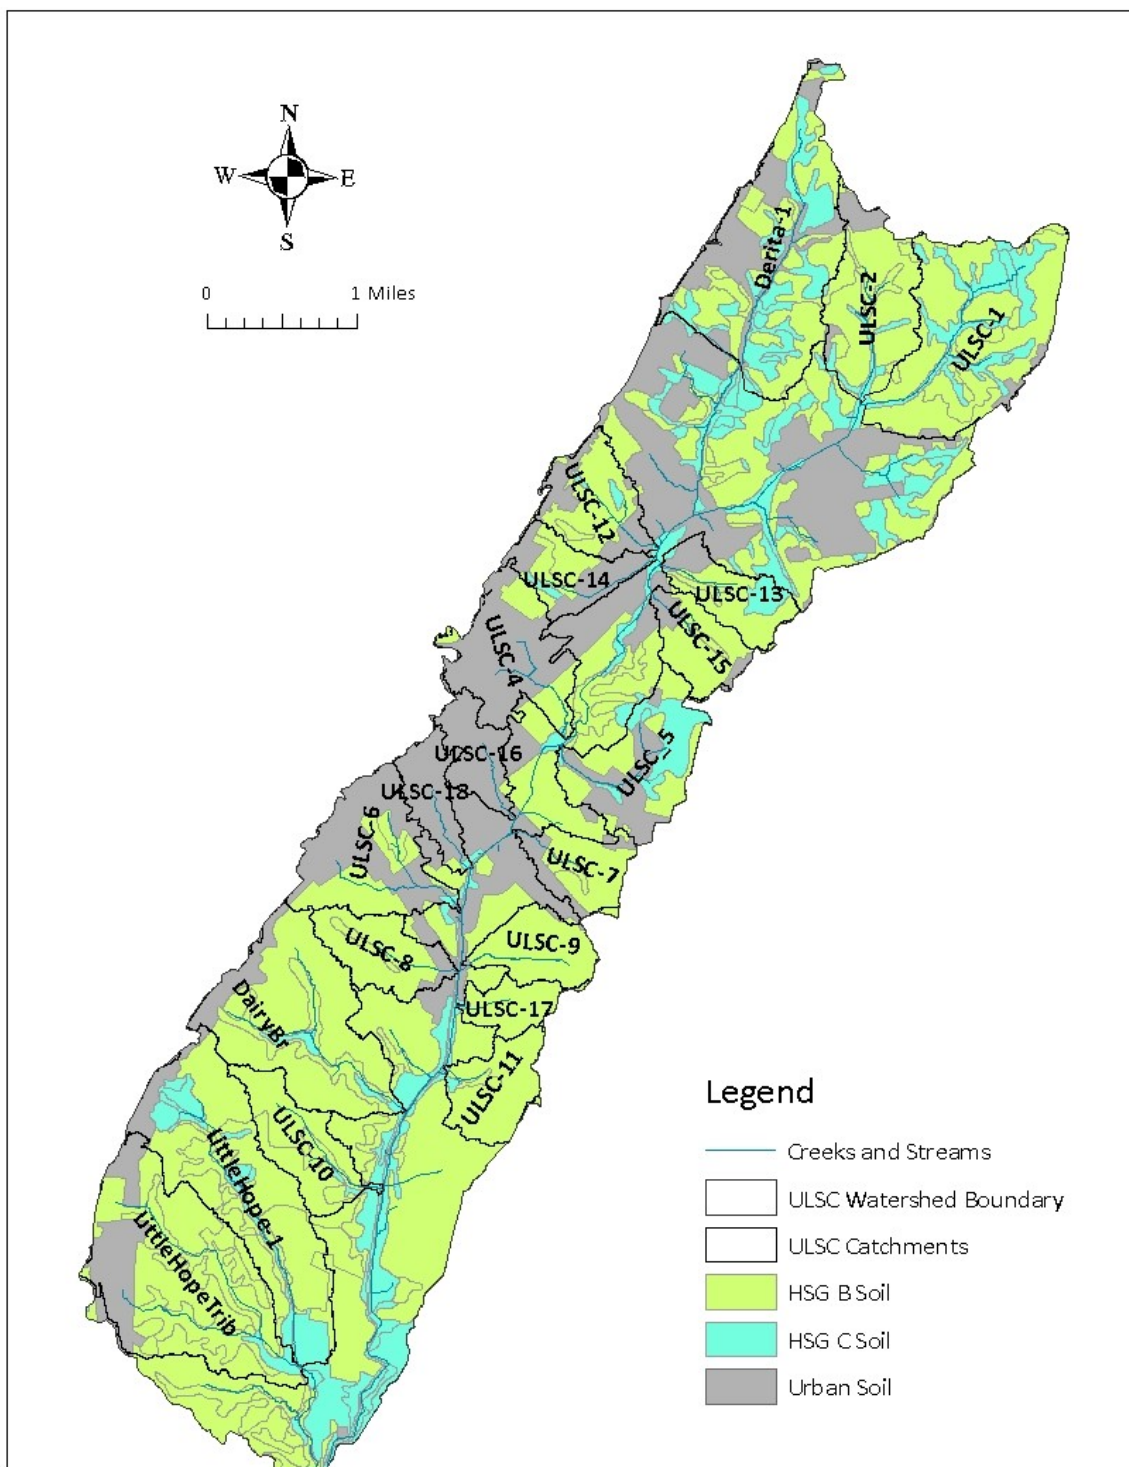 N
W E
S
0 1 Miles
Derita-1
ULSC-2
ULSC-1
ULSC-12
ULSC-14
ULSC-13
ULSC-15
ULSC-4
ULSC-5
ULSC-16
ULSC-18
ULSC-6
ULSC-7
ULSC-9
ULSC-8
ULSC-17
DairyBr
ULSC-11
ULSC-10
LittleHope-1
LittleHopeTrib
Legend
Creeks and Streams
ULSC Watershed Boundary
ULSC Catchments
HSG B Soil
HSG C Soil
Urban Soil